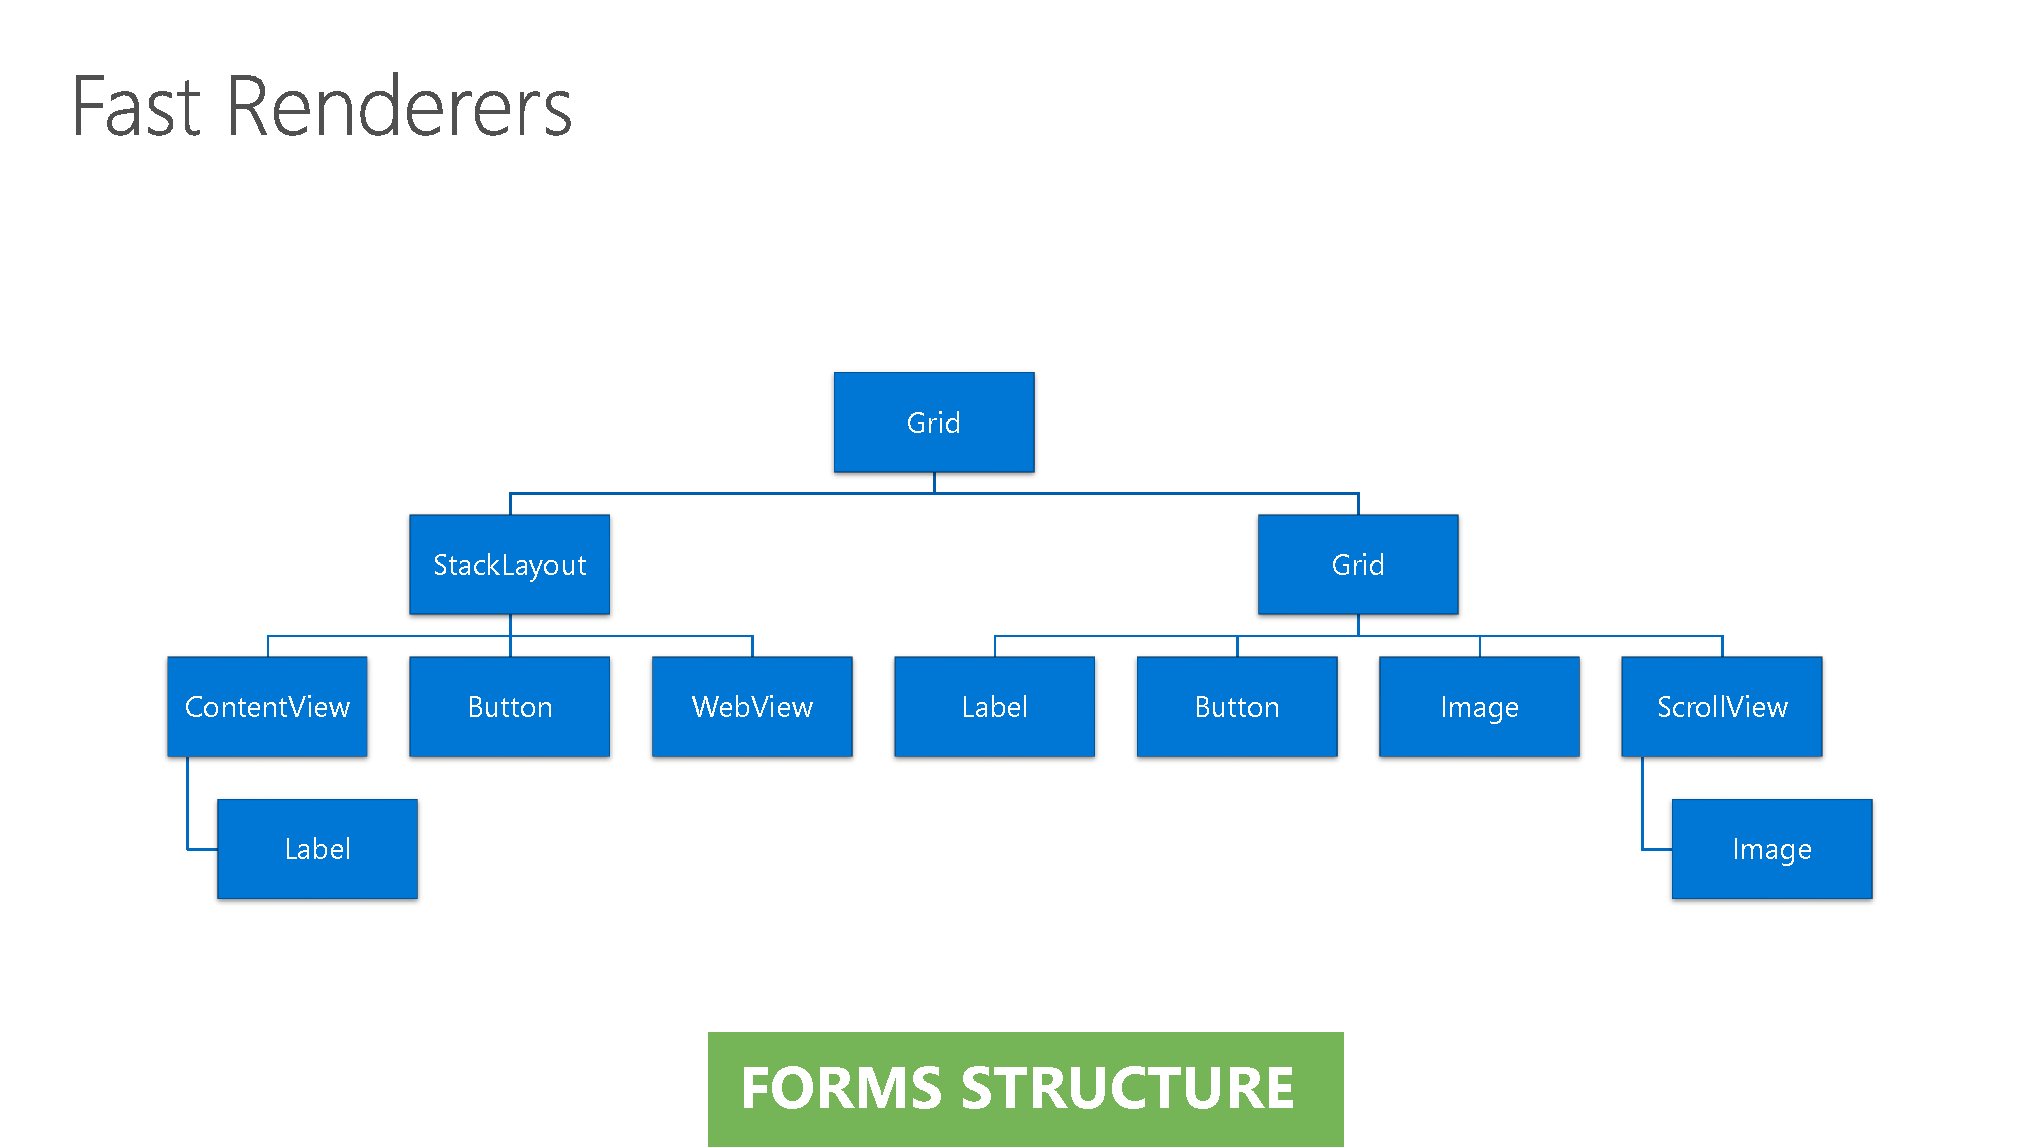 Fast Renderers
Grid
StackLayout
Grid
ContentView
Button
WebView
Label
Button
Image
ScrollView
Label
Image
FORMS STRUCTURE